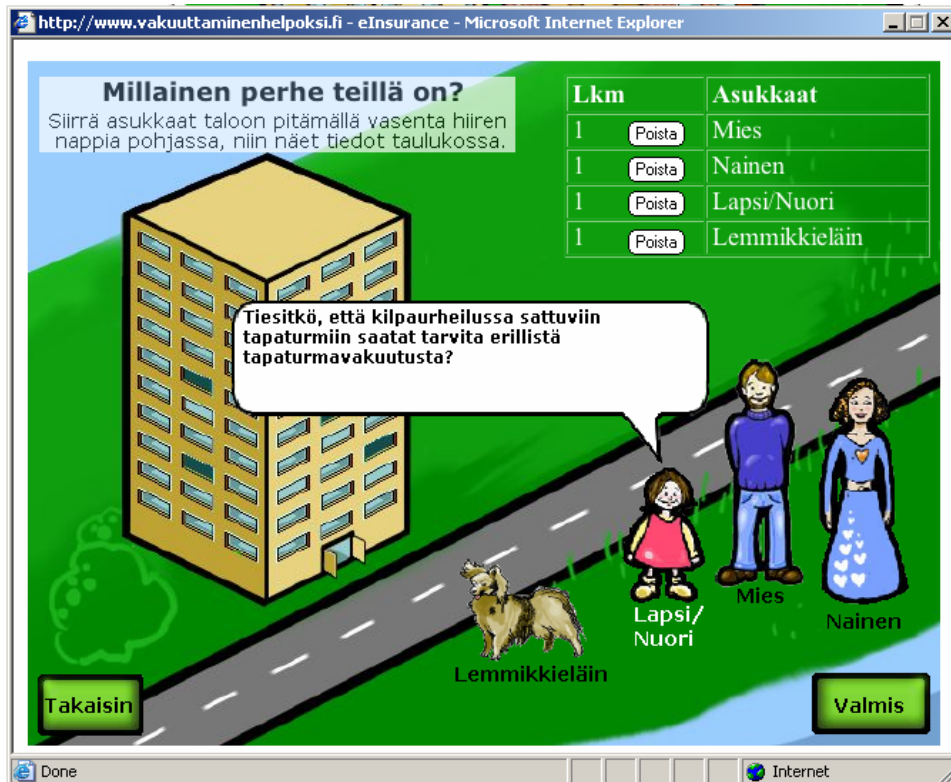 http://www.vakuuttaminenhelpoksi.fi - eInsurance - Microsoft Internet Explorer
Millainen perhe teillä on?
Siirrä asukkaat taloon pitämällä vasenta hiiren
nappia pohjassa, niin näet tiedot taulukossa.
Lkm Asukkaat
1 Poista Mies
1 Poista Nainen
1 Poista Lapsi/Nuori
1 Poista Lemmikkieläin
Tiesitkö, että kilpaurheilussa sattuviin
tapaturmiin saatat tarvita erillistä
tapaturmavakuutusta?
Mies
Lapsi/
Nuori
Nainen
Lemmikkieläin
Takaisin
Valmis
Done
Internet